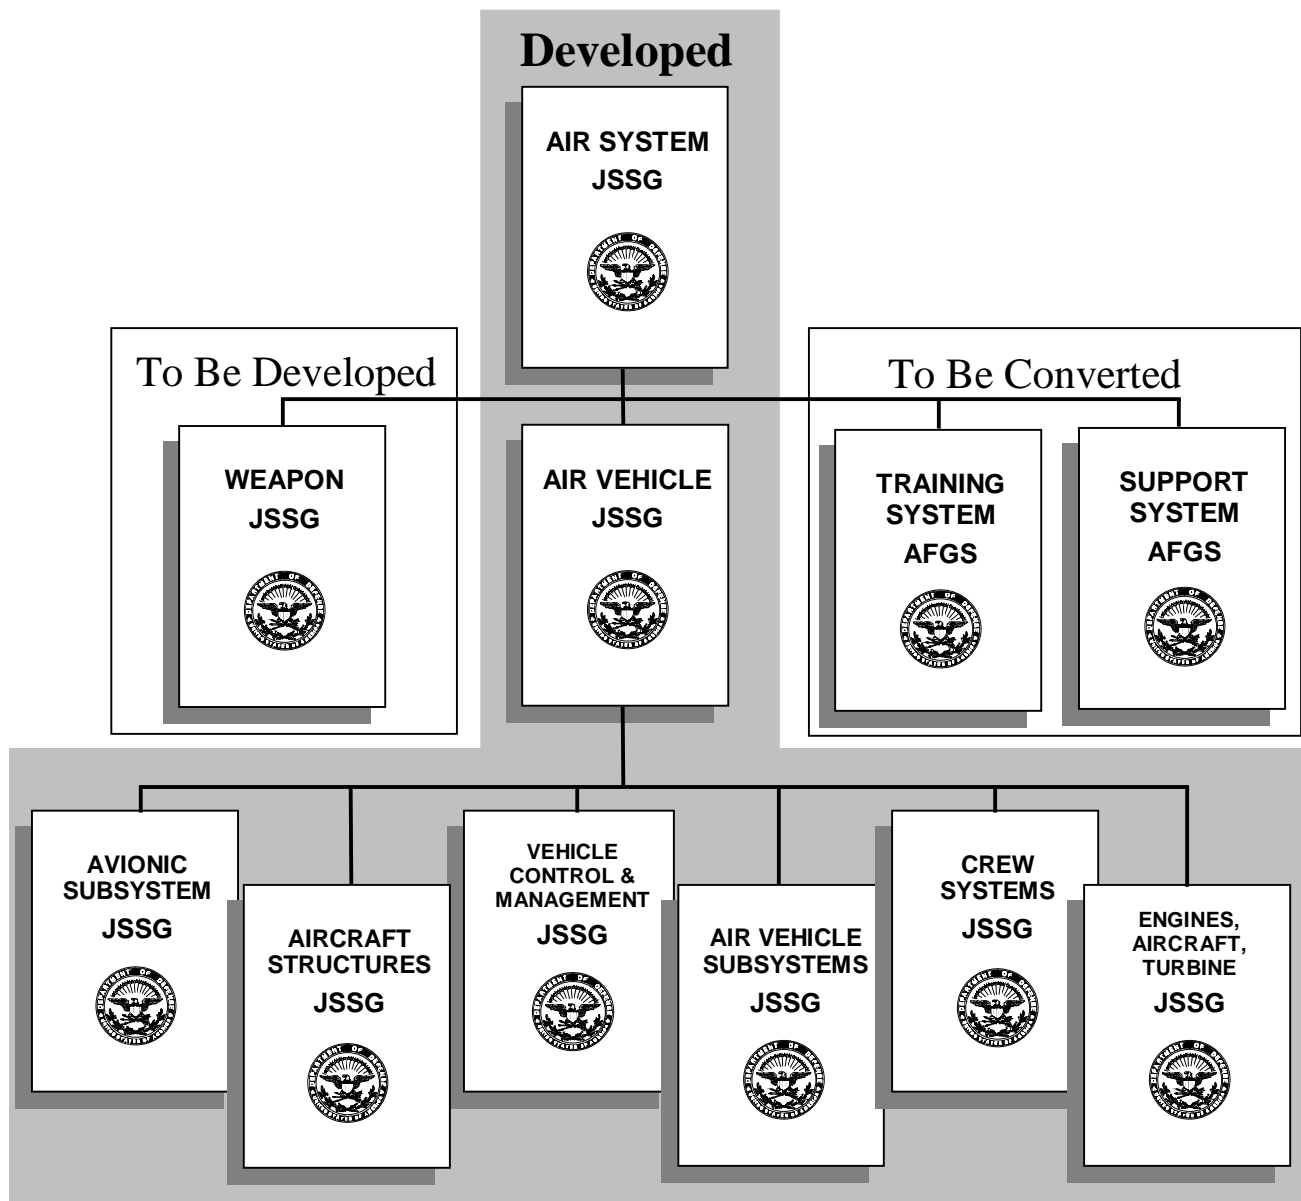 Developed
AIR SYSTEM
JSSG
To Be Developed
To Be Converted
WEAPON
JSSG
AIR VEHICLE
JSSG
TRAINING
SYSTEM
AFGS
SUPPORT
SYSTEM
AFGS
AVIONIC
SUBSYSTEM
JSSG
AIRCRAFT
STRUCTURES
JSSG
VEHICLE
CONTROL &
MANAGEMENT
JSSG
AIR VEHICLE
SUBSYSTEMS
JSSG
CREW
SYSTEMS
JSSG
ENGINES,
AIRCRAFT,
TURBINE
JSSG